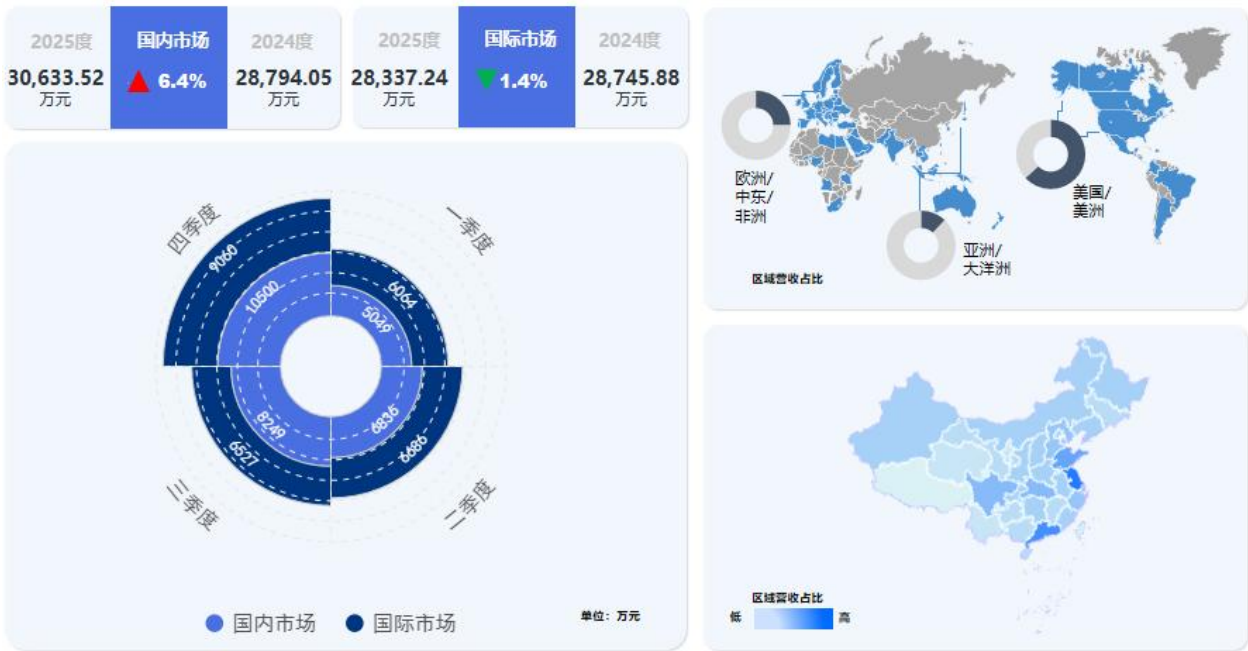 2025度
国内市场
2024度
30,633.52
万元
6.4%
28,794.05
万元
2025度
国际市场
2024度
28,337.24
万元
1.4%
28,745.88
万元
四季度
一季度
9060
10500
6064
5049
8249
6527
6836
6686
三季度
二季度
国内市场
国际市场
单位：万元
欧洲/
中东/
非洲
美国/
美洲
亚洲/
大洋洲
区域营收占比
区域营收占比
低
高